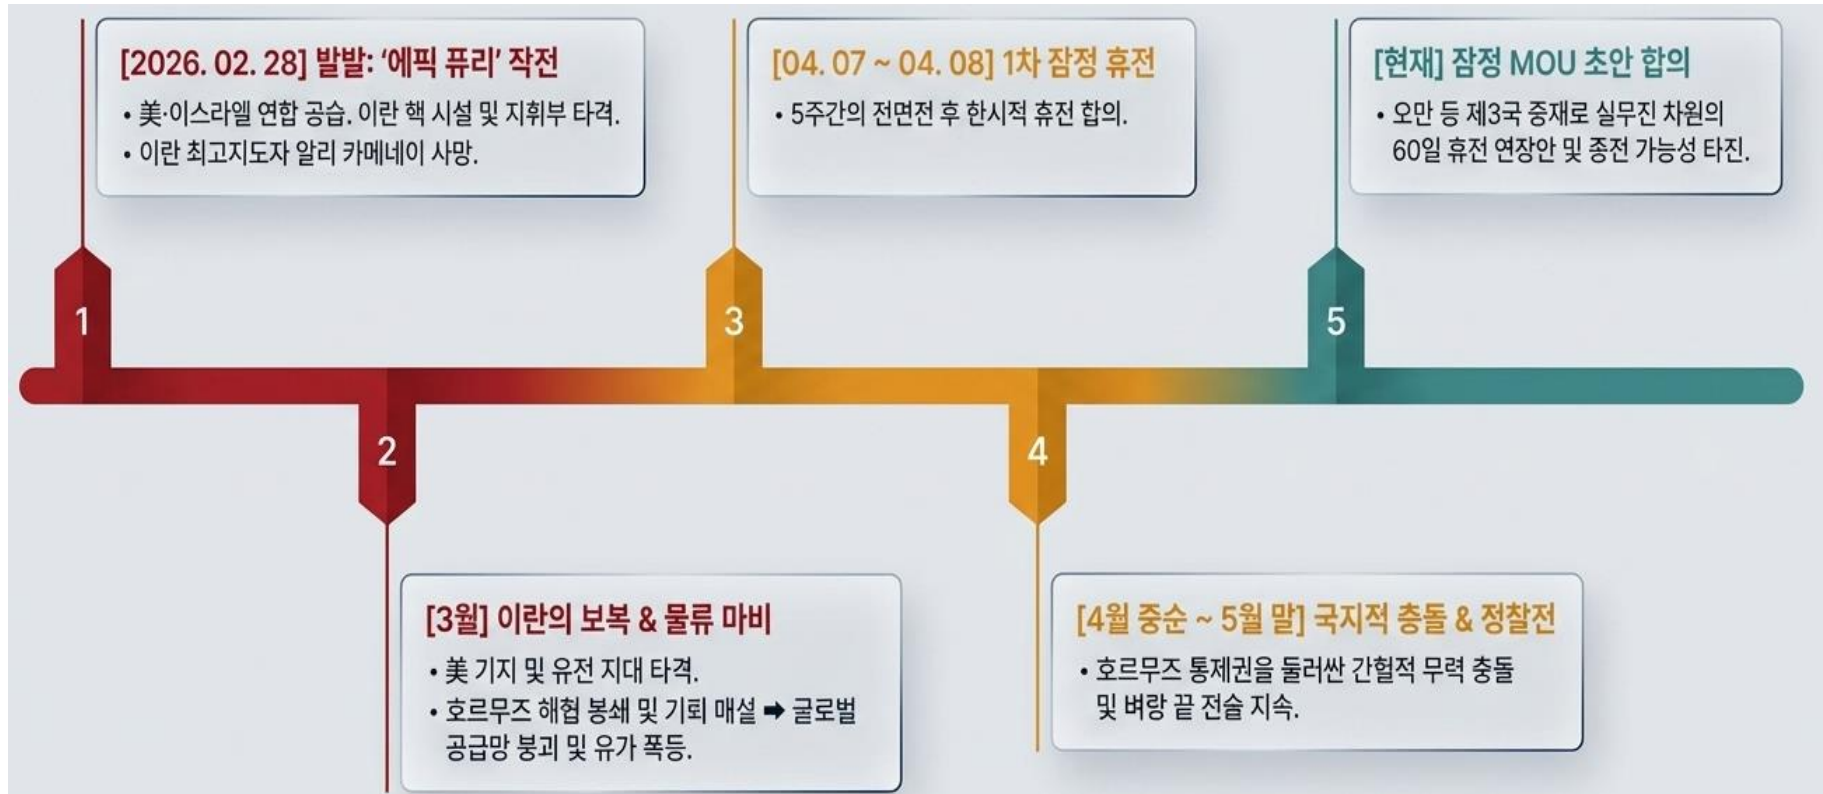 [2026. 02. 28] 발발: ‘에픽 퓨리’ 작전
• 美·이스라엘 연합 공습. 이란 핵 시설 및 지휘부 타격.
• 이란 최고지도자 알리 카메네이 사망.
[04. 07 ~ 04. 08] 1차 잠정 휴전
• 5주간의 전면전 후 한시적 휴전 합의.
[현재] 잠정 MOU 초안 합의
• 오만 등 제3국 중재로 실무진 차원의
60일 휴전 연장안 및 종전 가능성 타진.
1
3
5
2
4
[3월] 이란의 보복 & 물류 마비
• 美 기지 및 유전 지대 타격.
• 호르무즈 해협 봉쇄 및 기뢰 매설 ➡ 글로벌
공급망 붕괴 및 유가 폭등.
[4월 중순 ~ 5월 말] 국지적 충돌 & 정찰전
• 호르무즈 통제권을 둘러싼 간헐적 무력 충돌
및 벼랑 끝 전술 지속.